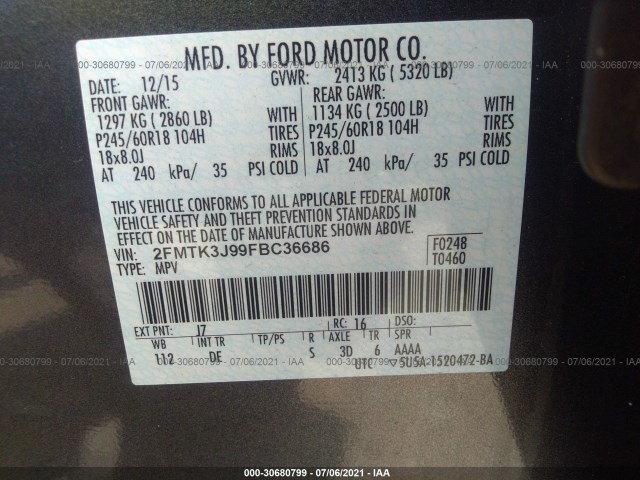 MFD. BY FORD MOTOR CO.
DATE: 12/15 GVWR: 2413 KG ( 5320 LB)
FRONT GAWR: REAR GAWR:
1297 KG ( 2860 LB) WITH 1134 KG ( 2500 LB) WITH
P245/60R18 104H TIRES P245/60R18 104H TIRES
18x8.0J RIMS 18x8.0J RIMS
AT 240 kPa/ 35 PSI COLD AT 240 kPa/ 35 PSI COLD
THIS VEHICLE CONFORMS TO ALL APPLICABLE FEDERAL MOTOR
VEHICLE SAFETY AND THEFT PREVENTION STANDARDS IN
EFFECT ON THE DATE OF MANUFACTURE SHOWN ABOVE.
VIN: 2FMTK3J99FBC36686 F0248
TYPE: MPV T0460
EXT PNT: J7 RC: 16 DSO:
WB INT TR TP/PS R AXLE TR SPR
112 DE S 3D 6 AAAA
UTC ▽5U5A-1520472-BA
000-30680799 - 07/06/2021 - IAA